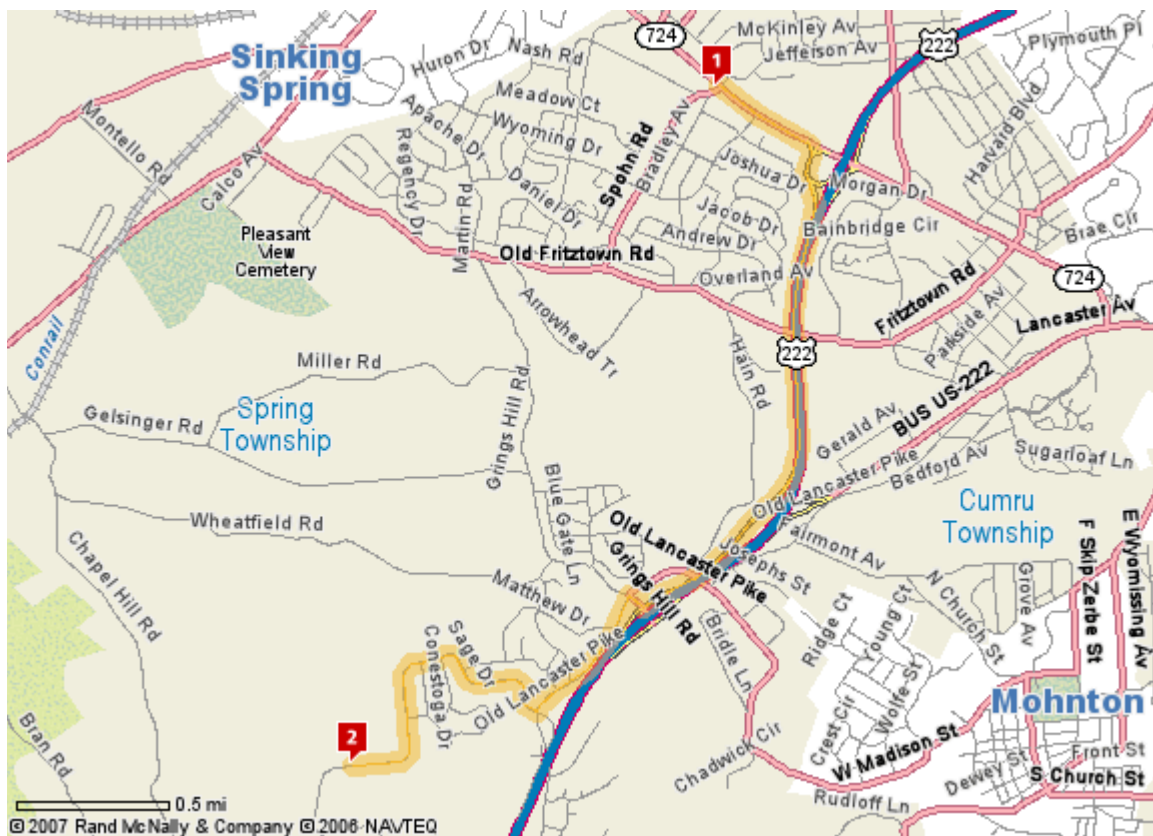 724
McKinley Av
Jefferson Av
222
Plymouth Pl
Sinking
Spring
Huron Dr
Nash Rd
1
Meadow Ct
Harvard Blvd
Montello Rd
Apache Dr
Wyoming Dr
Bradley Av
Spohn Rd
Joshua Dr
Morgan Dr
Calco Av
Regency Dr
Daniel Dr
Jacob Dr
Bainbridge Cir
Brae Cir
Pleasant
View
Cemetery
Martin Rd
Old Fritztown Rd
Andrew Dr
Overland Av
Fritztown Rd
724
Arrowhead Tr
Parkside Av
Lancaster Av
Conrail
222
Hain Rd
Miller Rd
Grings Hill Rd
BUS US-222
Gelsinger Rd
Spring
Township
Gerald Av
Sugarloaf Ln
Bedford Av
Old Lancaster Pike
Blue Gate Ln
Cumru
Township
Wheatfield Rd
Old Lancaster Pike
Fairmont Av
Josephs St
Chapel Hill Rd
Grings Hill Rd
F Skip Zerbe St
E Wyomissing Av
Matthew Dr
N Church St
Grove Av
Ridge Ct
Young Ct
Bridle Ln
Sage Dr
Conestoga Dr
Old Lancaster Pike
Wolfe St
Crest Cir
Mohnton
2
Bran Rd
Chadwick Cir
W Madison St
Front St
Dewey St
S Church St
Rudloff Ln
0.5 mi
© 2007 Rand McNally & Company © 2006 NAVTEQ